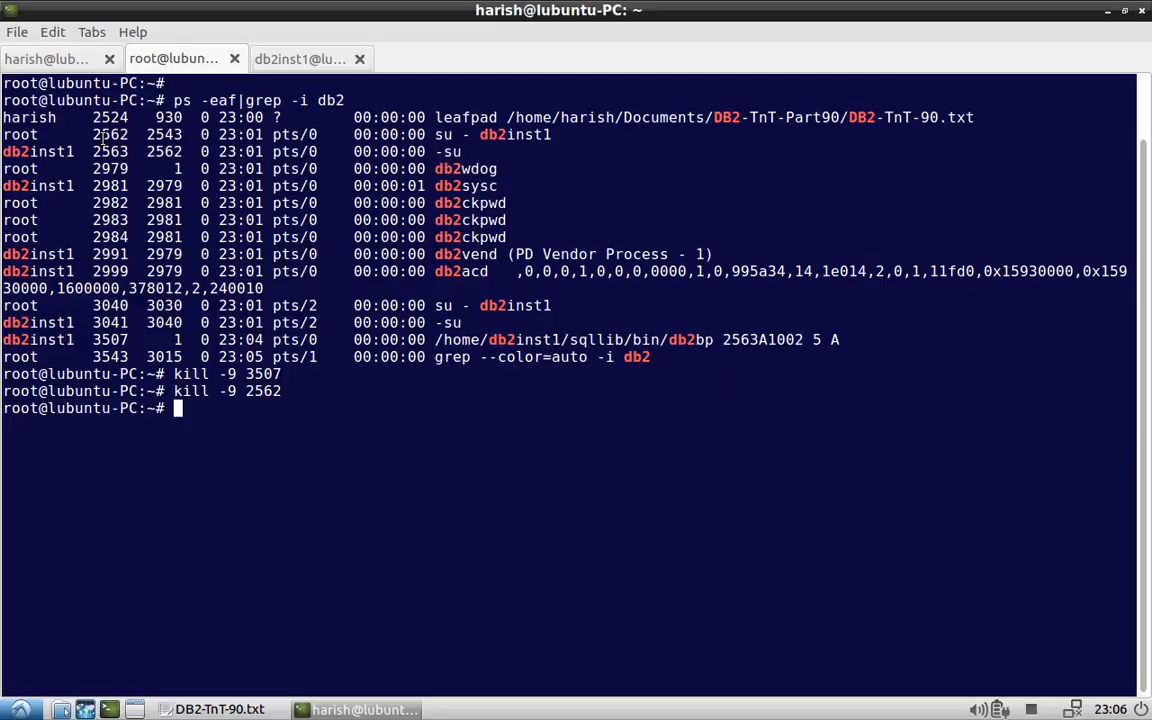 harish@lubuntu-PC: ~
File Edit Tabs Help
harish@lub... root@lubun... db2inst1@lu...
root@lubuntu-PC:~#
root@lubuntu-PC:~# ps -eaf|grep -i db2
harish 2524 930 0 23:00 ? 00:00:00 leafpad /home/harish/Documents/DB2-TnT-Part90/DB2-TnT-90.txt
root 2562 2543 0 23:01 pts/0 00:00:00 su - db2inst1
db2inst1 2563 2562 0 23:01 pts/0 00:00:00 -su
root 2979 1 0 23:01 pts/0 00:00:00 db2wdog
db2inst1 2981 2979 0 23:01 pts/0 00:00:01 db2sysc
root 2982 2981 0 23:01 pts/0 00:00:00 db2ckpwd
root 2983 2981 0 23:01 pts/0 00:00:00 db2ckpwd
root 2984 2981 0 23:01 pts/0 00:00:00 db2ckpwd
db2inst1 2991 2979 0 23:01 pts/0 00:00:00 db2vend (PD Vendor Process - 1)
db2inst1 2999 2979 0 23:01 pts/0 00:00:00 db2acd ,0,0,0,1,0,0,0,0000,1,0,995a34,14,1e014,2,0,1,11fd0,0x15930000,0x159
30000,1600000,378012,2,240010
root 3040 3030 0 23:01 pts/2 00:00:00 su - db2inst1
db2inst1 3041 3040 0 23:01 pts/2 00:00:00 -su
db2inst1 3507 1 0 23:04 pts/0 00:00:00 /home/db2inst1/sqllib/bin/db2bp 2563A1002 5 A
root 3543 3015 0 23:05 pts/1 00:00:00 grep --color=auto -i db2
root@lubuntu-PC:~# kill -9 3507
root@lubuntu-PC:~# kill -9 2562
root@lubuntu-PC:~#
DB2-TnT-90.txt harish@lubunt... 23:06